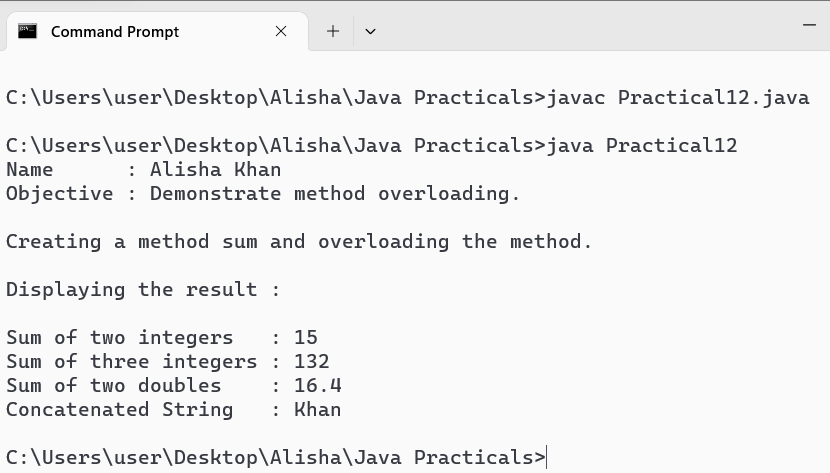 Command Prompt
C:\Users\user\Desktop\Alisha\Java Practicals>javac Practical12.java
C:\Users\user\Desktop\Alisha\Java Practicals>java Practical12
Name      : Alisha Khan
Objective : Demonstrate method overloading.
Creating a method sum and overloading the method.
Displaying the result :
Sum of two integers   : 15
Sum of three integers : 132
Sum of two doubles    : 16.4
Concatenated String   : Khan
C:\Users\user\Desktop\Alisha\Java Practicals>